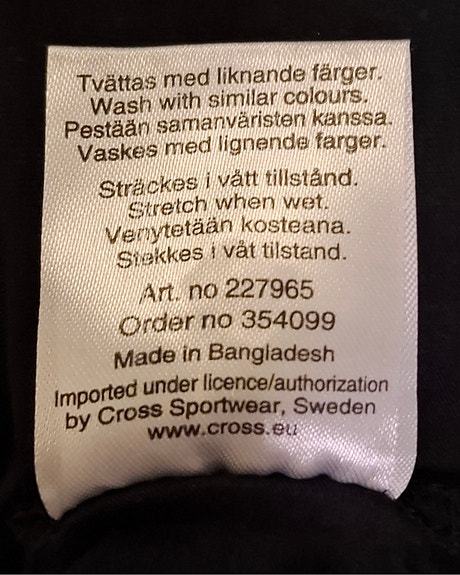 Tvättas med liknande färger.
Wash with similar colours.
Pestään samanväristen kanssa.
Vaskes med lignende farger.
Sträckes i vått tillstånd.
Stretch when wet.
Venytetään kosteana.
Stekkes i våt tilstand.
Art. no 227965
Order no 354099
Made in Bangladesh
Imported under licence/authorization
by Cross Sportwear, Sweden
www.cross.eu